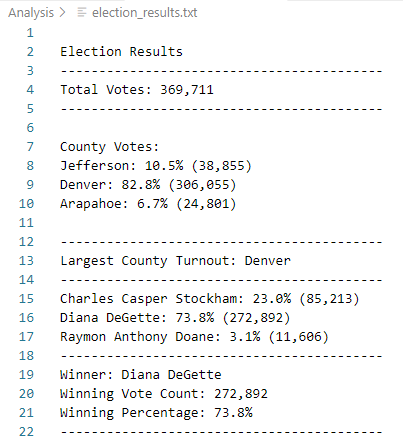 Analysis > election_results.txt
1
2 Election Results
3 ----------------------------------------
4 Total Votes: 369,711
5 ----------------------------------------
6
7 County Votes:
8 Jefferson: 10.5% (38,855)
9 Denver: 82.8% (306,055)
10 Arapahoe: 6.7% (24,801)
11
12 ----------------------------------------
13 Largest County Turnout: Denver
14 ----------------------------------------
15 Charles Casper Stockham: 23.0% (85,213)
16 Diana DeGette: 73.8% (272,892)
17 Raymon Anthony Doane: 3.1% (11,606)
18 ----------------------------------------
19 Winner: Diana DeGette
20 Winning Vote Count: 272,892
21 Winning Percentage: 73.8%
22 ----------------------------------------